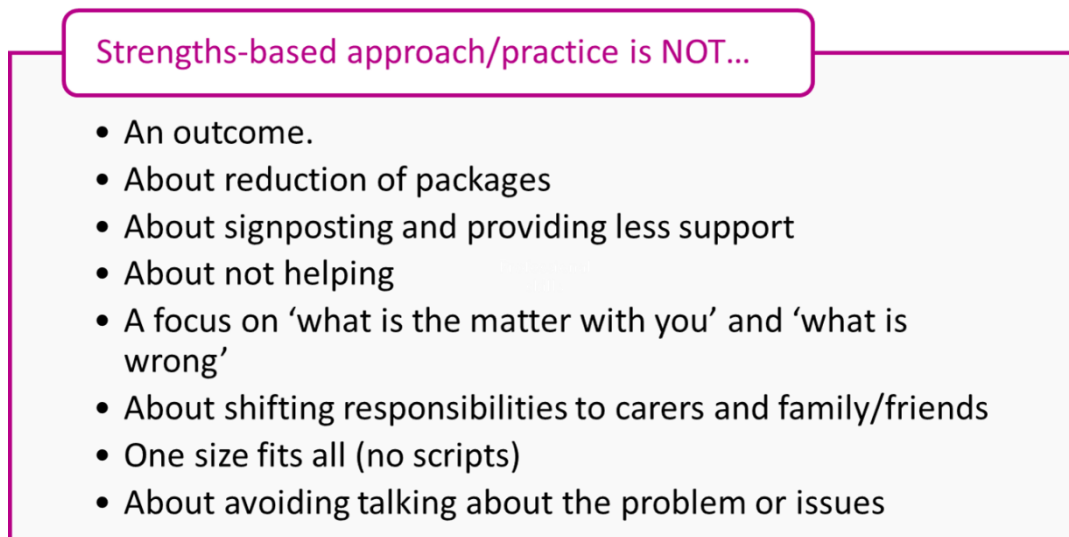 Strengths-based approach/practice is NOT...
• An outcome.
• About reduction of packages
• About signposting and providing less support
• About not helping
• A focus on ‘what is the matter with you’ and ‘what is
wrong’
• About shifting responsibilities to carers and family/friends
• One size fits all (no scripts)
• About avoiding talking about the problem or issues